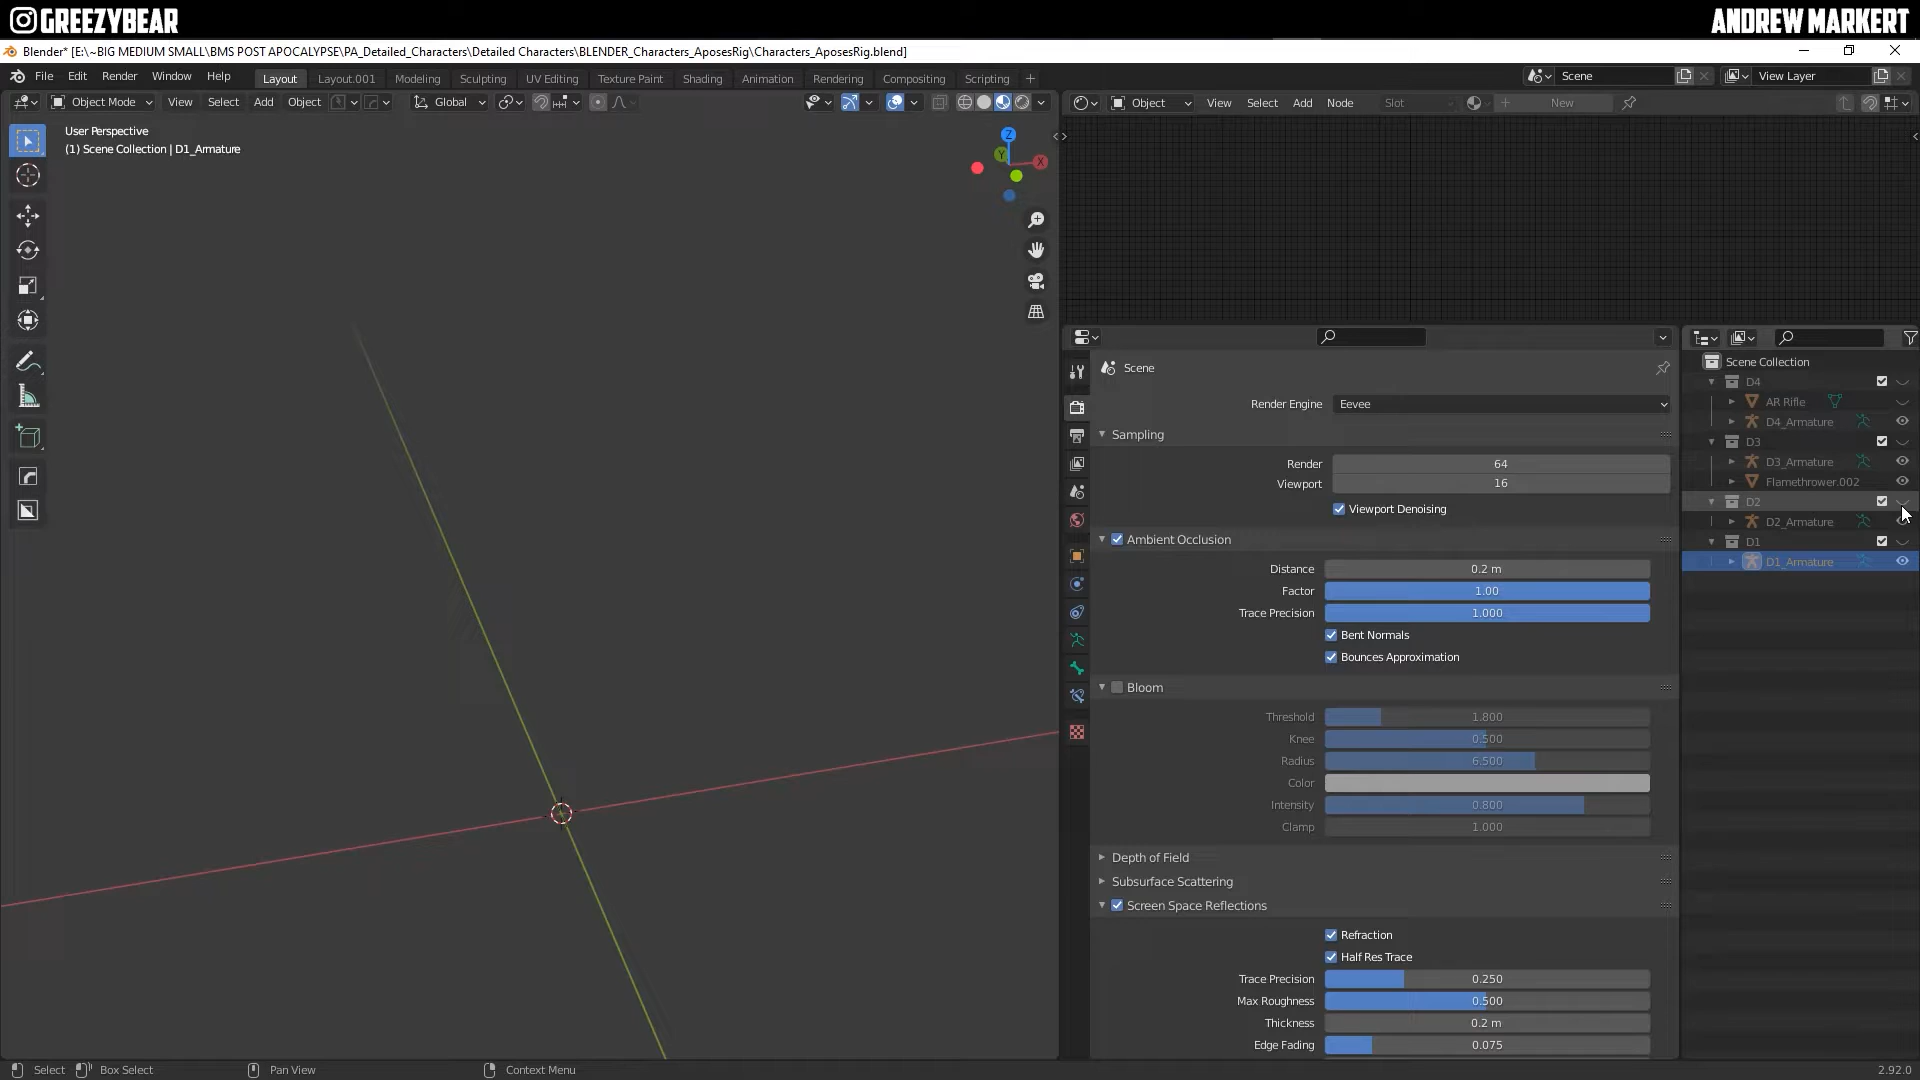 GREEZYBEAR
ANDREW MARKERT
Blender* [E:\~BIG MEDIUM SMALL\BMS POST APOCALYPSE\PA_Detailed_Characters\Detailed Characters\BLENDER_Characters_AposesRig\Characters_AposesRig.blend]
File Edit Render Window Help Layout Layout.001 Modeling Sculpting UV Editing Texture Paint Shading Animation Rendering Compositing Scripting + Scene View Layer
Object Mode View Select Add Object Global Object View Select Add Node Slot New
User Perspective
(1) Scene Collection | D1_Armature
Z
Y
X
Scene
Render Engine Eevee
Sampling
Render 64
Viewport 16
Viewport Denoising
Ambient Occlusion
Distance 0.2 m
Factor 1.00
Trace Precision 1.000
Bent Normals
Bounces Approximation
Bloom
Threshold 1.800
Knee 0.500
Radius 6.500
Color
Intensity 0.800
Clamp 1.000
Depth of Field
Subsurface Scattering
Screen Space Reflections
Refraction
Half Res Trace
Trace Precision 0.250
Max Roughness 0.500
Thickness 0.2 m
Edge Fading 0.075
Scene Collection
D4
AR Rifle
D4_Armature
D3
D3_Armature
Flamethrower.002
D2
D2_Armature
D1
D1_Armature
Select Box Select Pan View Context Menu 2.92.0